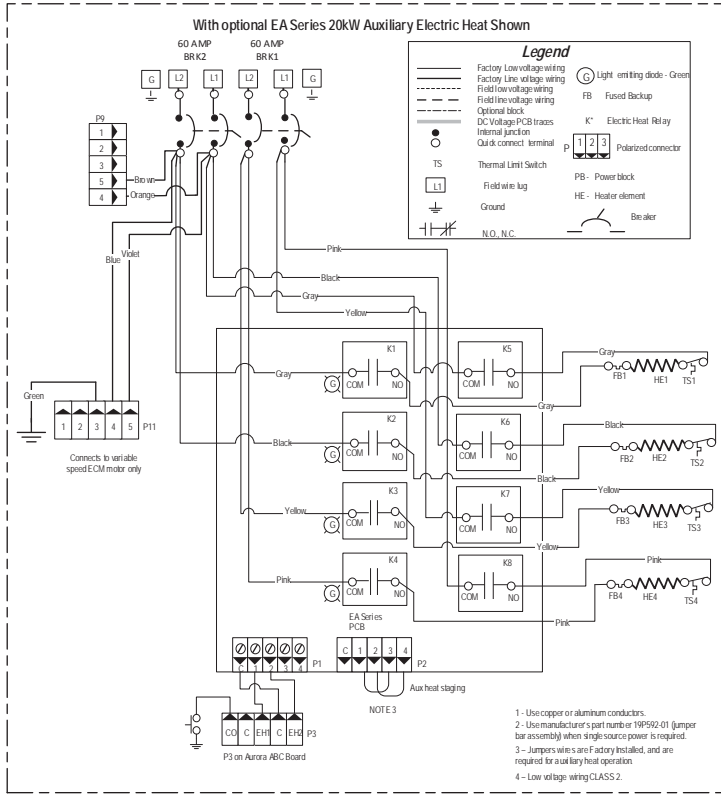 With optional EA Series 20kW Auxiliary Electric Heat Shown
60 AMP
BRK2
60 AMP
BRK1
G
L2
L1
L2
L1
G
Legend
Factory Low voltage wiring
Factory Line voltage wiring
Field low voltage wiring
Field line voltage wiring
Optional block
DC Voltage PCB traces
Internal junction
Quick connect terminal
TS
Thermal Limit Switch
L1
Field wire lug
Ground
N.O., N.C.
G
Light emitting diode - Green
FB
Fused Backup
K*
Electric Heat Relay
P
1
2
3
Polarized connector
PB - Power block
HE - Heater element
Breaker
P9
1
2
3
5
4
Brown
Orange
Blue
Violet
Pink
Black
Gray
Yellow
Green
1
2
3
4
5
P11
Connects to variable
speed ECM motor only
Gray
G
K1
COM
NO
K5
COM
NO
Gray
Gray
FB1
HE1
TS1
Black
G
K2
COM
NO
K6
COM
NO
Black
Black
FB2
HE2
TS2
Yellow
G
K3
COM
NO
K7
COM
NO
Yellow
Yellow
FB3
HE3
TS3
Pink
G
K4
COM
NO
K8
COM
NO
Pink
Pink
FB4
HE4
TS4
EA Series
PCB
C
1
2
3
4
P1
C
1
2
3
4
P2
Aux heat staging
NOTE 3
CO
C
EH1
C
EH2
P3
P3 on Aurora ABC Board
1 - Use copper or aluminum conductors.
2 - Use manufacturer's part number 19P592-01 (jumper
bar assembly) when single source power is required.
3 – Jumpers wires are Factory Installed, and are
required for auxiliary heat operation.
4 – Low voltage wiring CLASS 2.